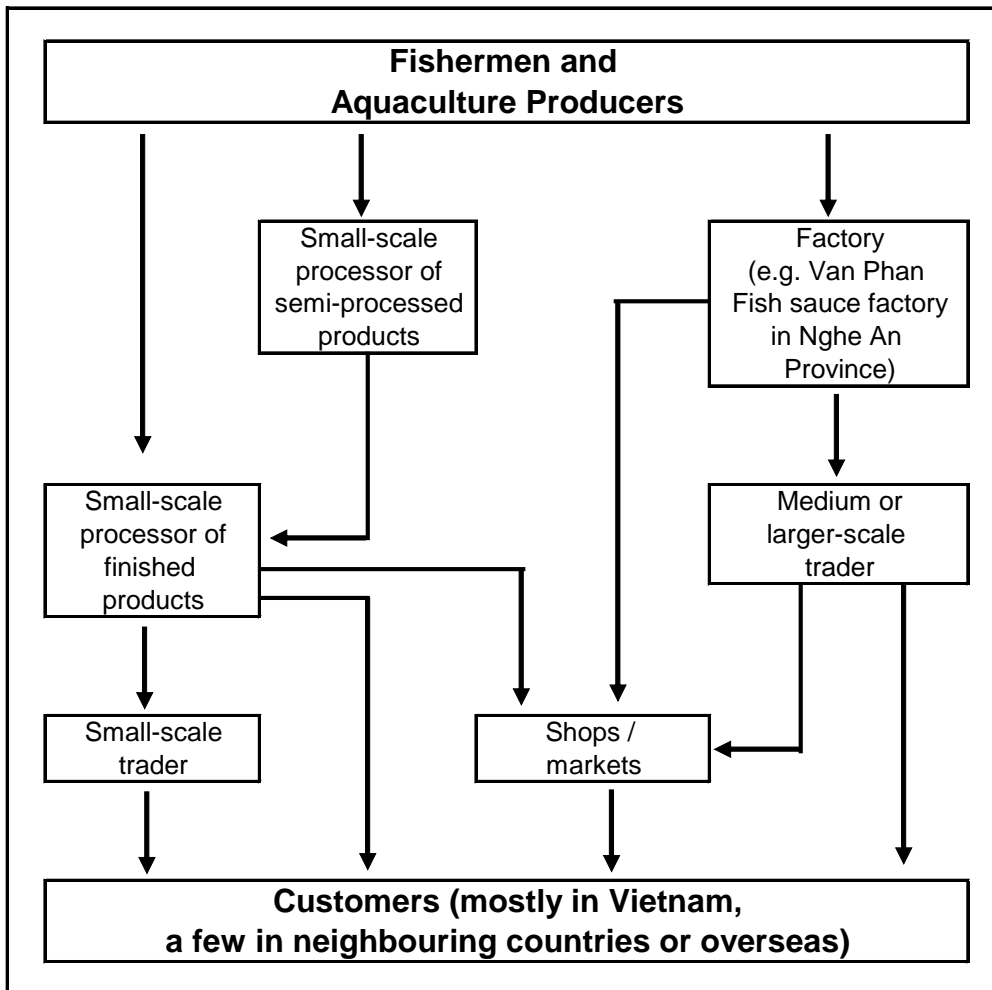 Fishermen and
Aquaculture Producers
Small-scale
processor of
semi-processed
products
Factory
(e.g. Van Phan
Fish sauce factory
in Nghe An
Province)
Small-scale
processor of
finished
products
Medium or
larger-scale
trader
Small-scale
trader
Shops /
markets
Customers (mostly in Vietnam,
a few in neighbouring countries or overseas)